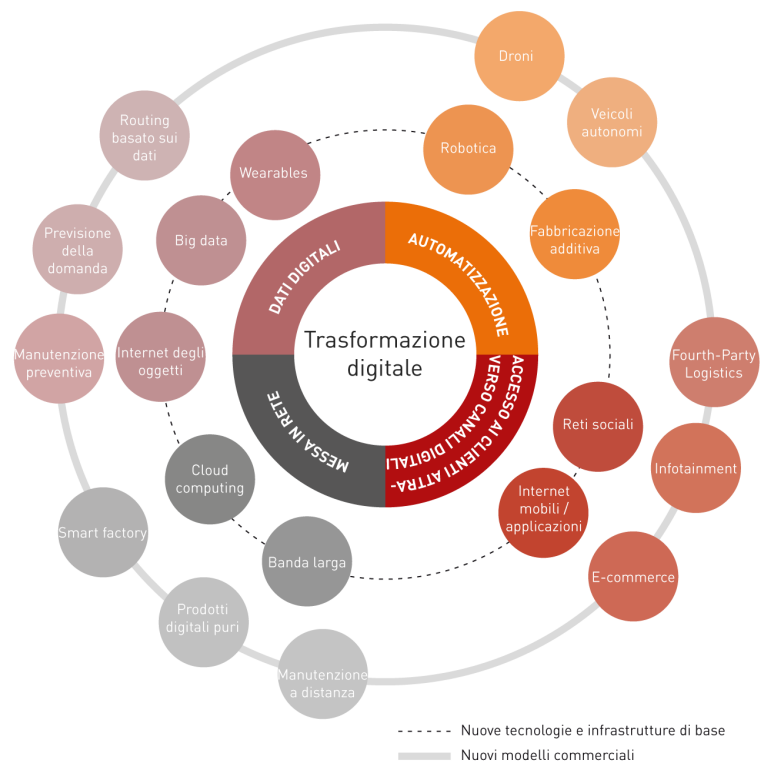 Droni
Veicoli
autonomi
Routing
basato sui
dati
Robotica
Wearables
Fabbricazione
additiva
Big data
Previsione
della
domanda
DATI DIGITALI
AUTOMATIZZAZIONE
Trasformazione
digitale
Manutenzione
preventiva
Internet degli
oggetti
Fourth-Party
Logistics
ACCESSO AI CLIENTI ATTRA-
VERSO CANALI DIGITALI
MESSA IN RETE
Reti sociali
Infotainment
Cloud
computing
Internet
mobili /
applicazioni
Smart factory
Banda larga
E-commerce
Prodotti
digitali puri
Manutenzione
a distanza
Nuove tecnologie e infrastrutture di base
Nuovi modelli commerciali